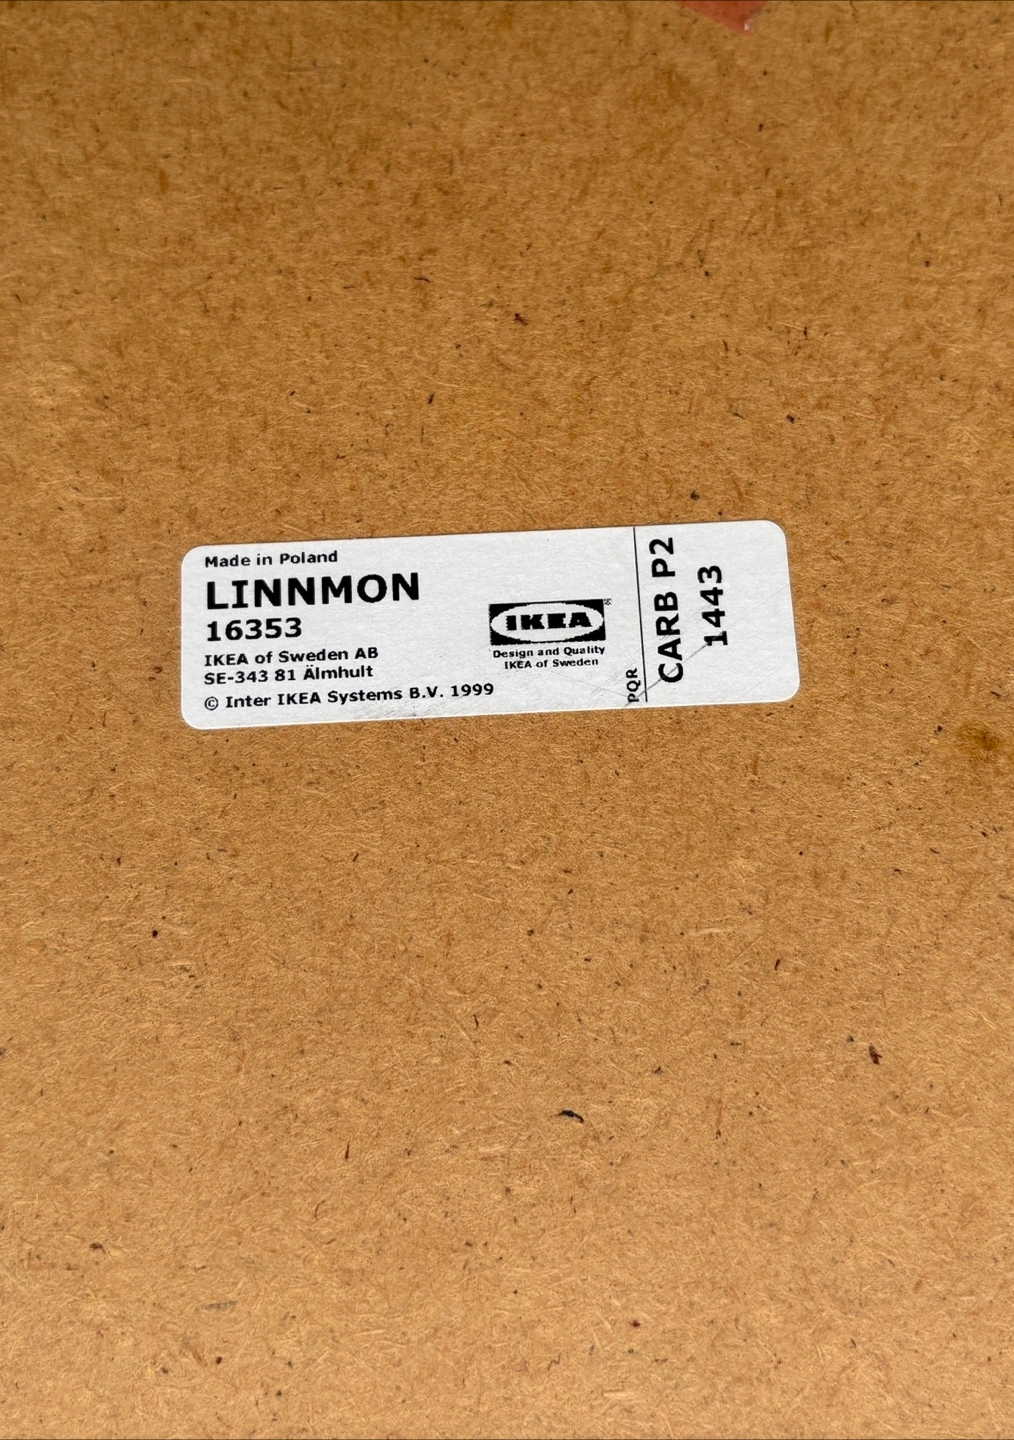 Made in Poland
LINNMON
16353
IKEA of Sweden AB
SE-343 81 Älmhult
© Inter IKEA Systems B.V. 1999
IKEA®
Design and Quality
IKEA of Sweden
PQR
CARB P2
1443